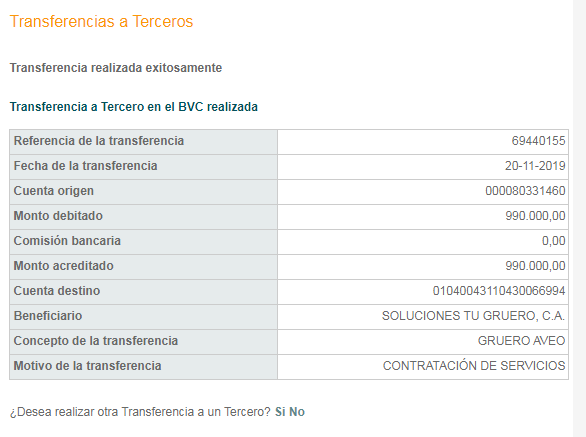 Transferencias a Terceros
Transferencia realizada exitosamente
Transferencia a Tercero en el BVC realizada
Referencia de la transferencia 69440155
Fecha de la transferencia 20-11-2019
Cuenta origen 000080331460
Monto debitado 990.000,00
Comisión bancaria 0,00
Monto acreditado 990.000,00
Cuenta destino 01040043110430066994
Beneficiario SOLUCIONES TU GRUERO, C.A.
Concepto de la transferencia GRUERO AVEO
Motivo de la transferencia CONTRATACIÓN DE SERVICIOS
¿Desea realizar otra Transferencia a un Tercero? Si No